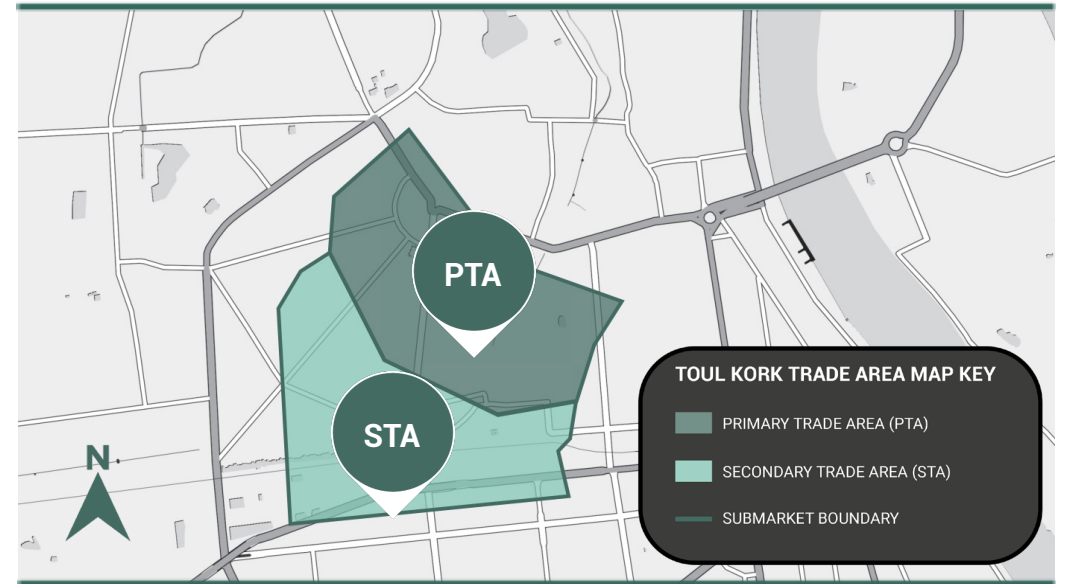 PTA
STA
N
TOUL KORK TRADE AREA MAP KEY
PRIMARY TRADE AREA (PTA)
SECONDARY TRADE AREA (STA)
SUBMARKET BOUNDARY